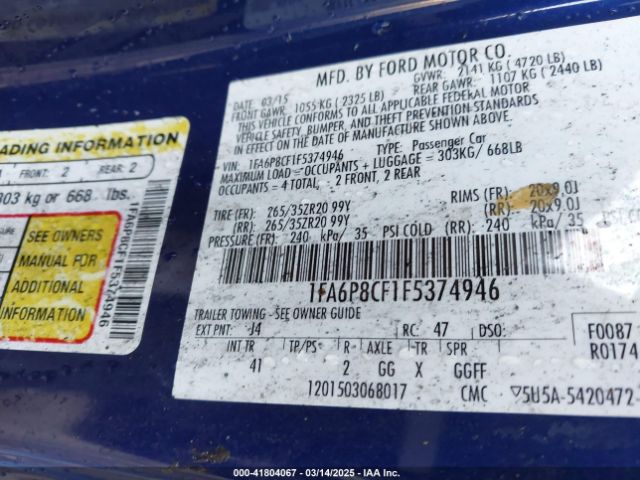 ADING INFORMATION
FRONT: 2 REAR: 2
303 kg or 668 lbs.
SEE OWNERS
MANUAL FOR
ADDITIONAL
INFORMATION
1FA6P8CF1F5374946
MFD. BY FORD MOTOR CO.
DATE: 03/15 GVWR: 2141 KG (4720 LB)
FRONT GAWR: 1055 KG (2325 LB) REAR GAWR: 1107 KG (2440 LB)
THIS VEHICLE CONFORMS TO ALL APPLICABLE FEDERAL MOTOR
VEHICLE SAFETY, BUMPER, AND THEFT PREVENTION STANDARDS
IN EFFECT ON THE DATE OF MANUFACTURE SHOWN ABOVE.
VIN: 1FA6P8CF1F5374946 TYPE: Passenger Car
MAXIMUM LOAD = OCCUPANTS + LUGGAGE = 303KG/ 668LB
OCCUPANTS = 4 TOTAL, 2 FRONT, 2 REAR
TIRE (FR): 265/35ZR20 99Y RIMS (FR): 20x9.0J
(RR): 265/35ZR20 99Y (RR): 20x9.0J
PRESSURE (FR): 240 kPa/ 35 PSI COLD (RR): 240 kPa/ 35
1FA6P8CF1F5374946
TRAILER TOWING - SEE OWNER GUIDE
EXT PNT: J4 RC: 47 DSO:
F0087
R0174
INT TR TP/PS R AXLE TR SPR
41 2 GG X GGFF
12015030​6B017 CMC ▽5U5A-5420472-
(W) - 41804067 - 03/14/2025 - IAA Holdings, LLC.